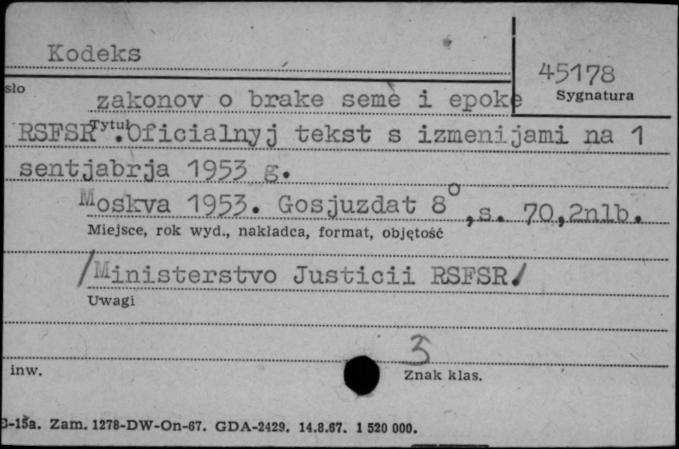 Kodeks
45178
sło
zakonov o brake semè i epoke
Sygnatura
RSFSR. Oficialnyj tekst s izmenijami na 1
Tytuł
sentjabrja 1953 g.
Moskva 1953. Gosjuzdat 8°, s. 70,2nlb.
Miejsce, rok wyd., nakładca, format, objętość
/Ministerstvo Justicii RSFSR/
Uwagi
3
inw.
Znak klas.
-15a. Zam. 1278-DW-On-67. GDA-2429. 14.8.67. 1 520 000.